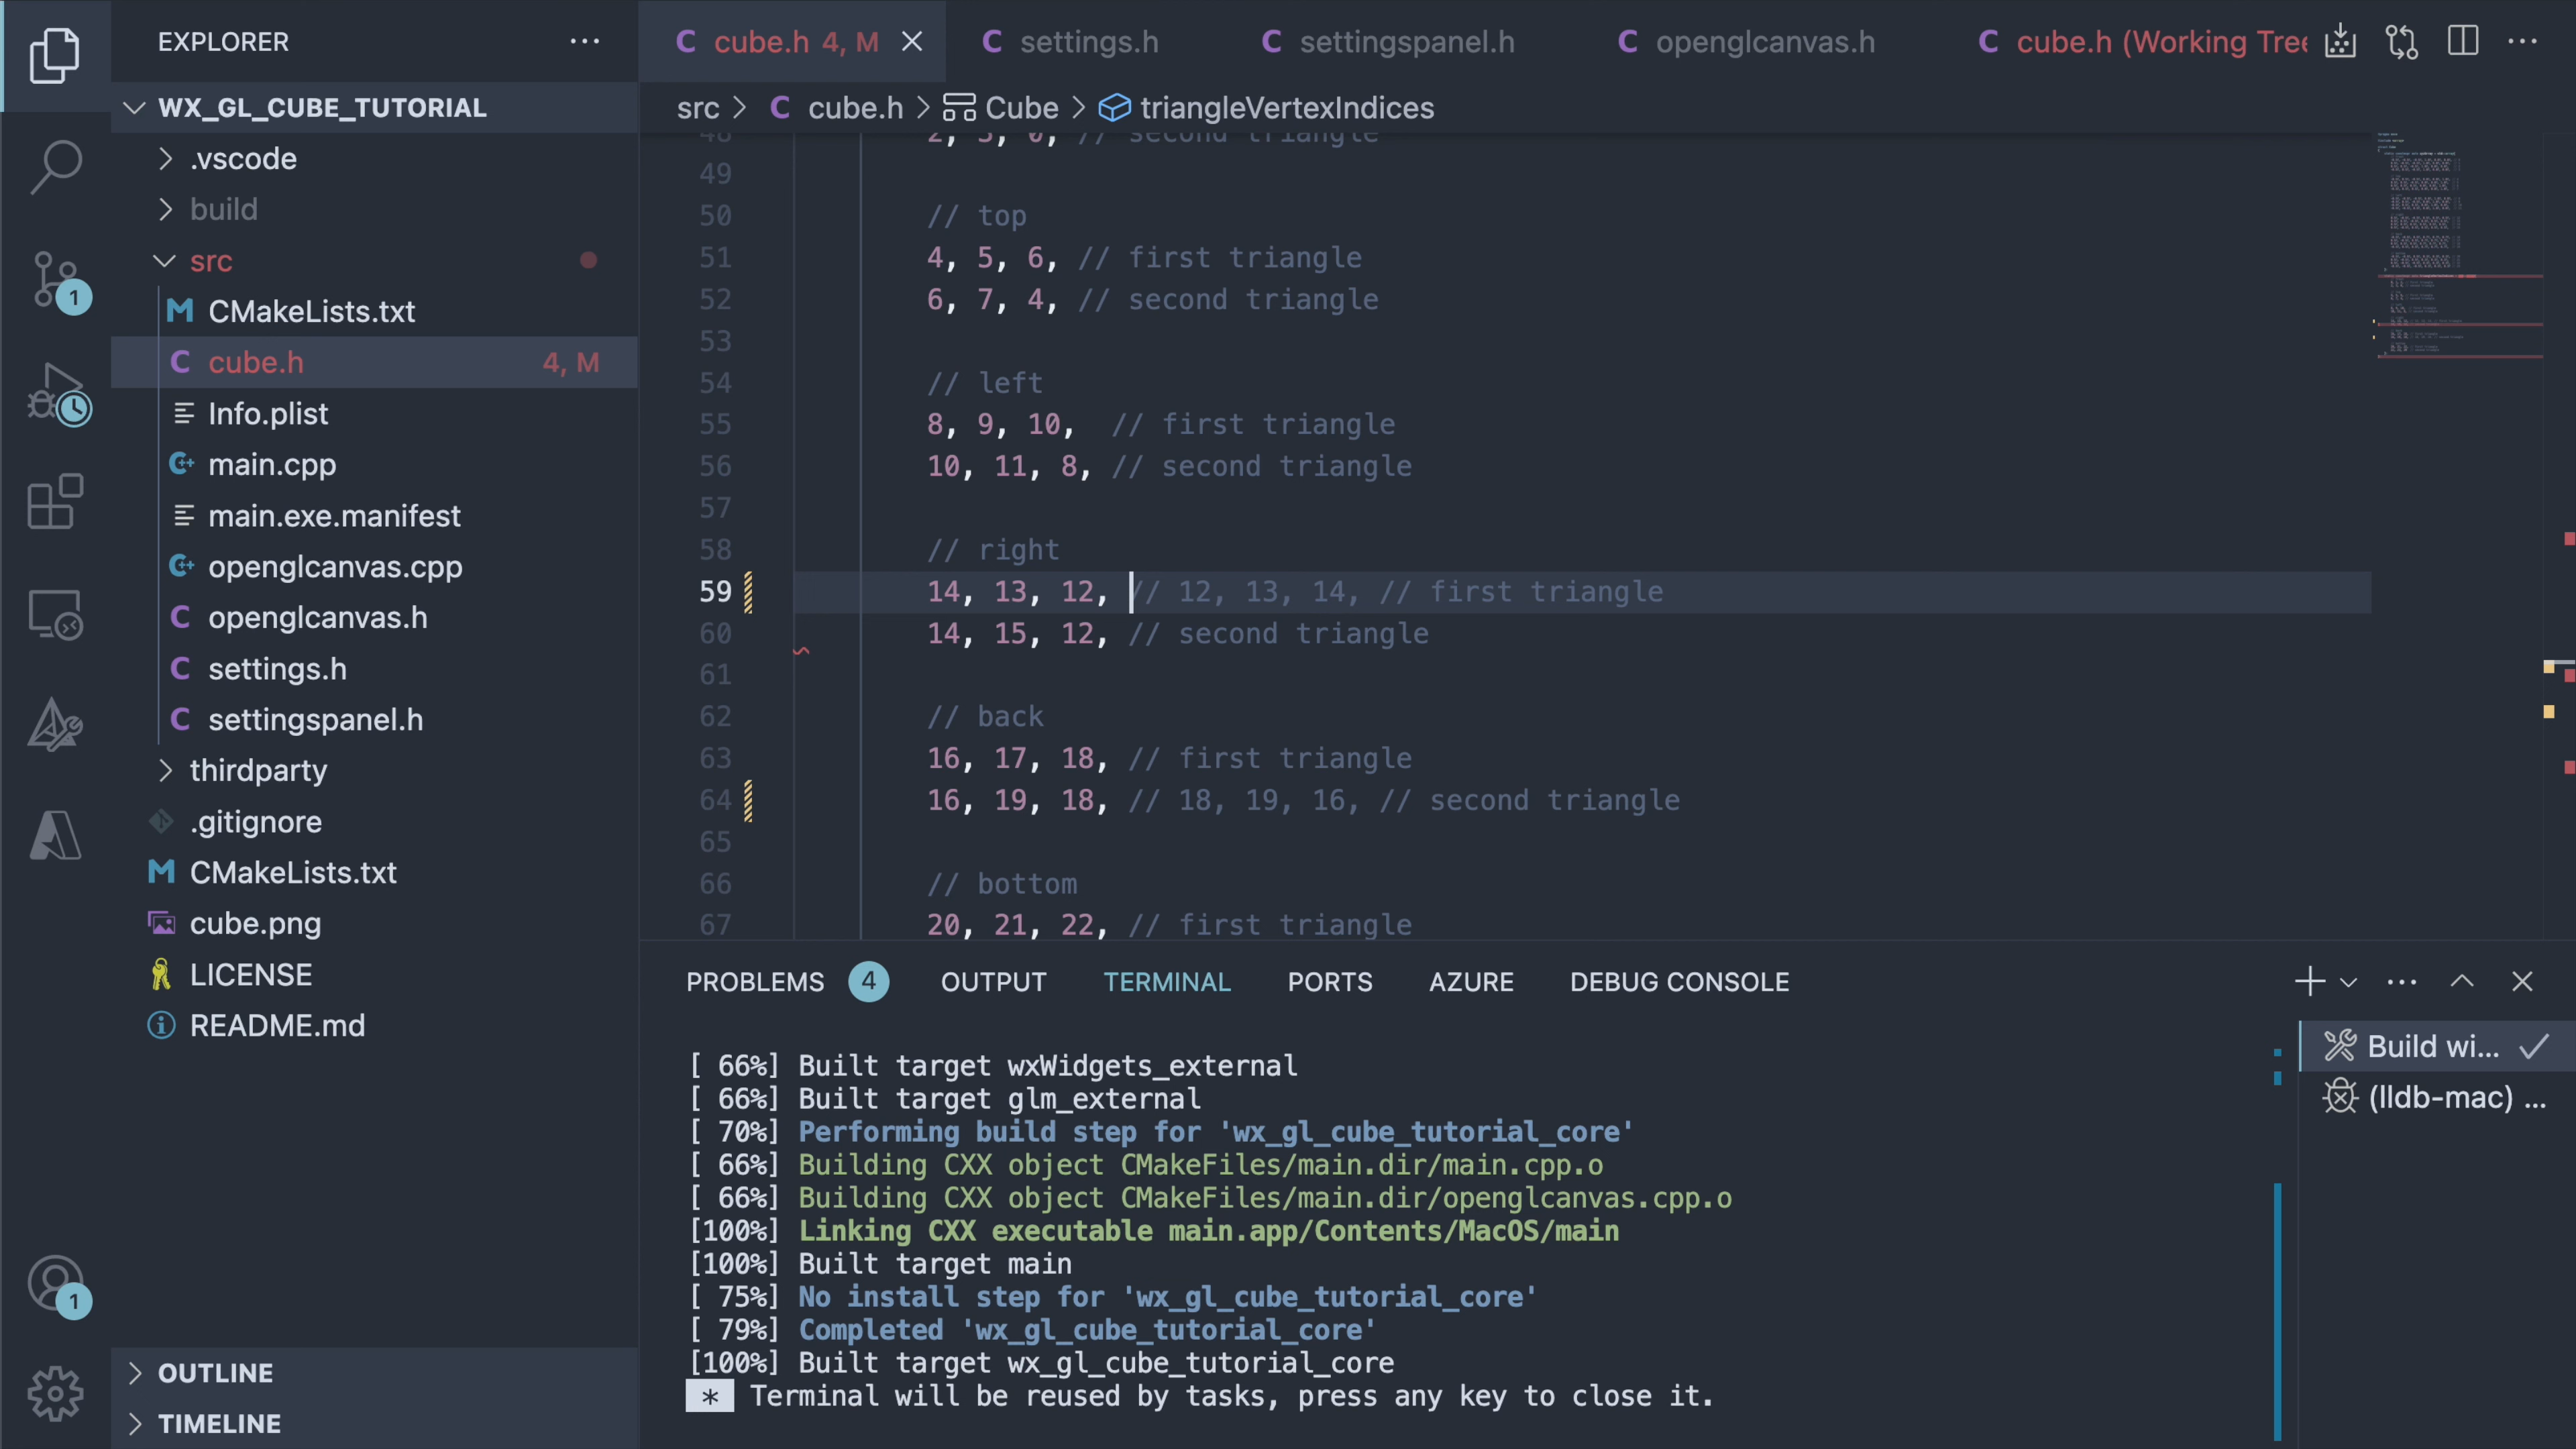 EXPLORER
cube.h 4, M
settings.h
settingspanel.h
openglcanvas.h
cube.h (Working Tree
WX_GL_CUBE_TUTORIAL
.vscode
build
src
CMakeLists.txt
cube.h 4, M
Info.plist
main.cpp
main.exe.manifest
openglcanvas.cpp
openglcanvas.h
settings.h
settingspanel.h
thirdparty
.gitignore
CMakeLists.txt
cube.png
LICENSE
README.md
OUTLINE
TIMELINE
1
1
src > cube.h > Cube > triangleVertexIndices
48 2, 3, 0, // second triangle
49
50 // top
51 4, 5, 6, // first triangle
52 6, 7, 4, // second triangle
53
54 // left
55 8, 9, 10, // first triangle
56 10, 11, 8, // second triangle
57
58 // right
59 14, 13, 12, // 12, 13, 14, // first triangle
60 14, 15, 12, // second triangle
61
62 // back
63 16, 17, 18, // first triangle
64 16, 19, 18, // 18, 19, 16, // second triangle
65
66 // bottom
67 20, 21, 22, // first triangle
PROBLEMS 4 OUTPUT TERMINAL PORTS AZURE DEBUG CONSOLE
[ 66%] Built target wxWidgets_external
[ 66%] Built target glm_external
[ 70%] Performing build step for 'wx_gl_cube_tutorial_core'
[ 66%] Building CXX object CMakeFiles/main.dir/main.cpp.o
[ 66%] Building CXX object CMakeFiles/main.dir/openglcanvas.cpp.o
[100%] Linking CXX executable main.app/Contents/MacOS/main
[100%] Built target main
[ 75%] No install step for 'wx_gl_cube_tutorial_core'
[ 79%] Completed 'wx_gl_cube_tutorial_core'
[100%] Built target wx_gl_cube_tutorial_core
* Terminal will be reused by tasks, press any key to close it.
Build wi...
(lldb-mac) ...